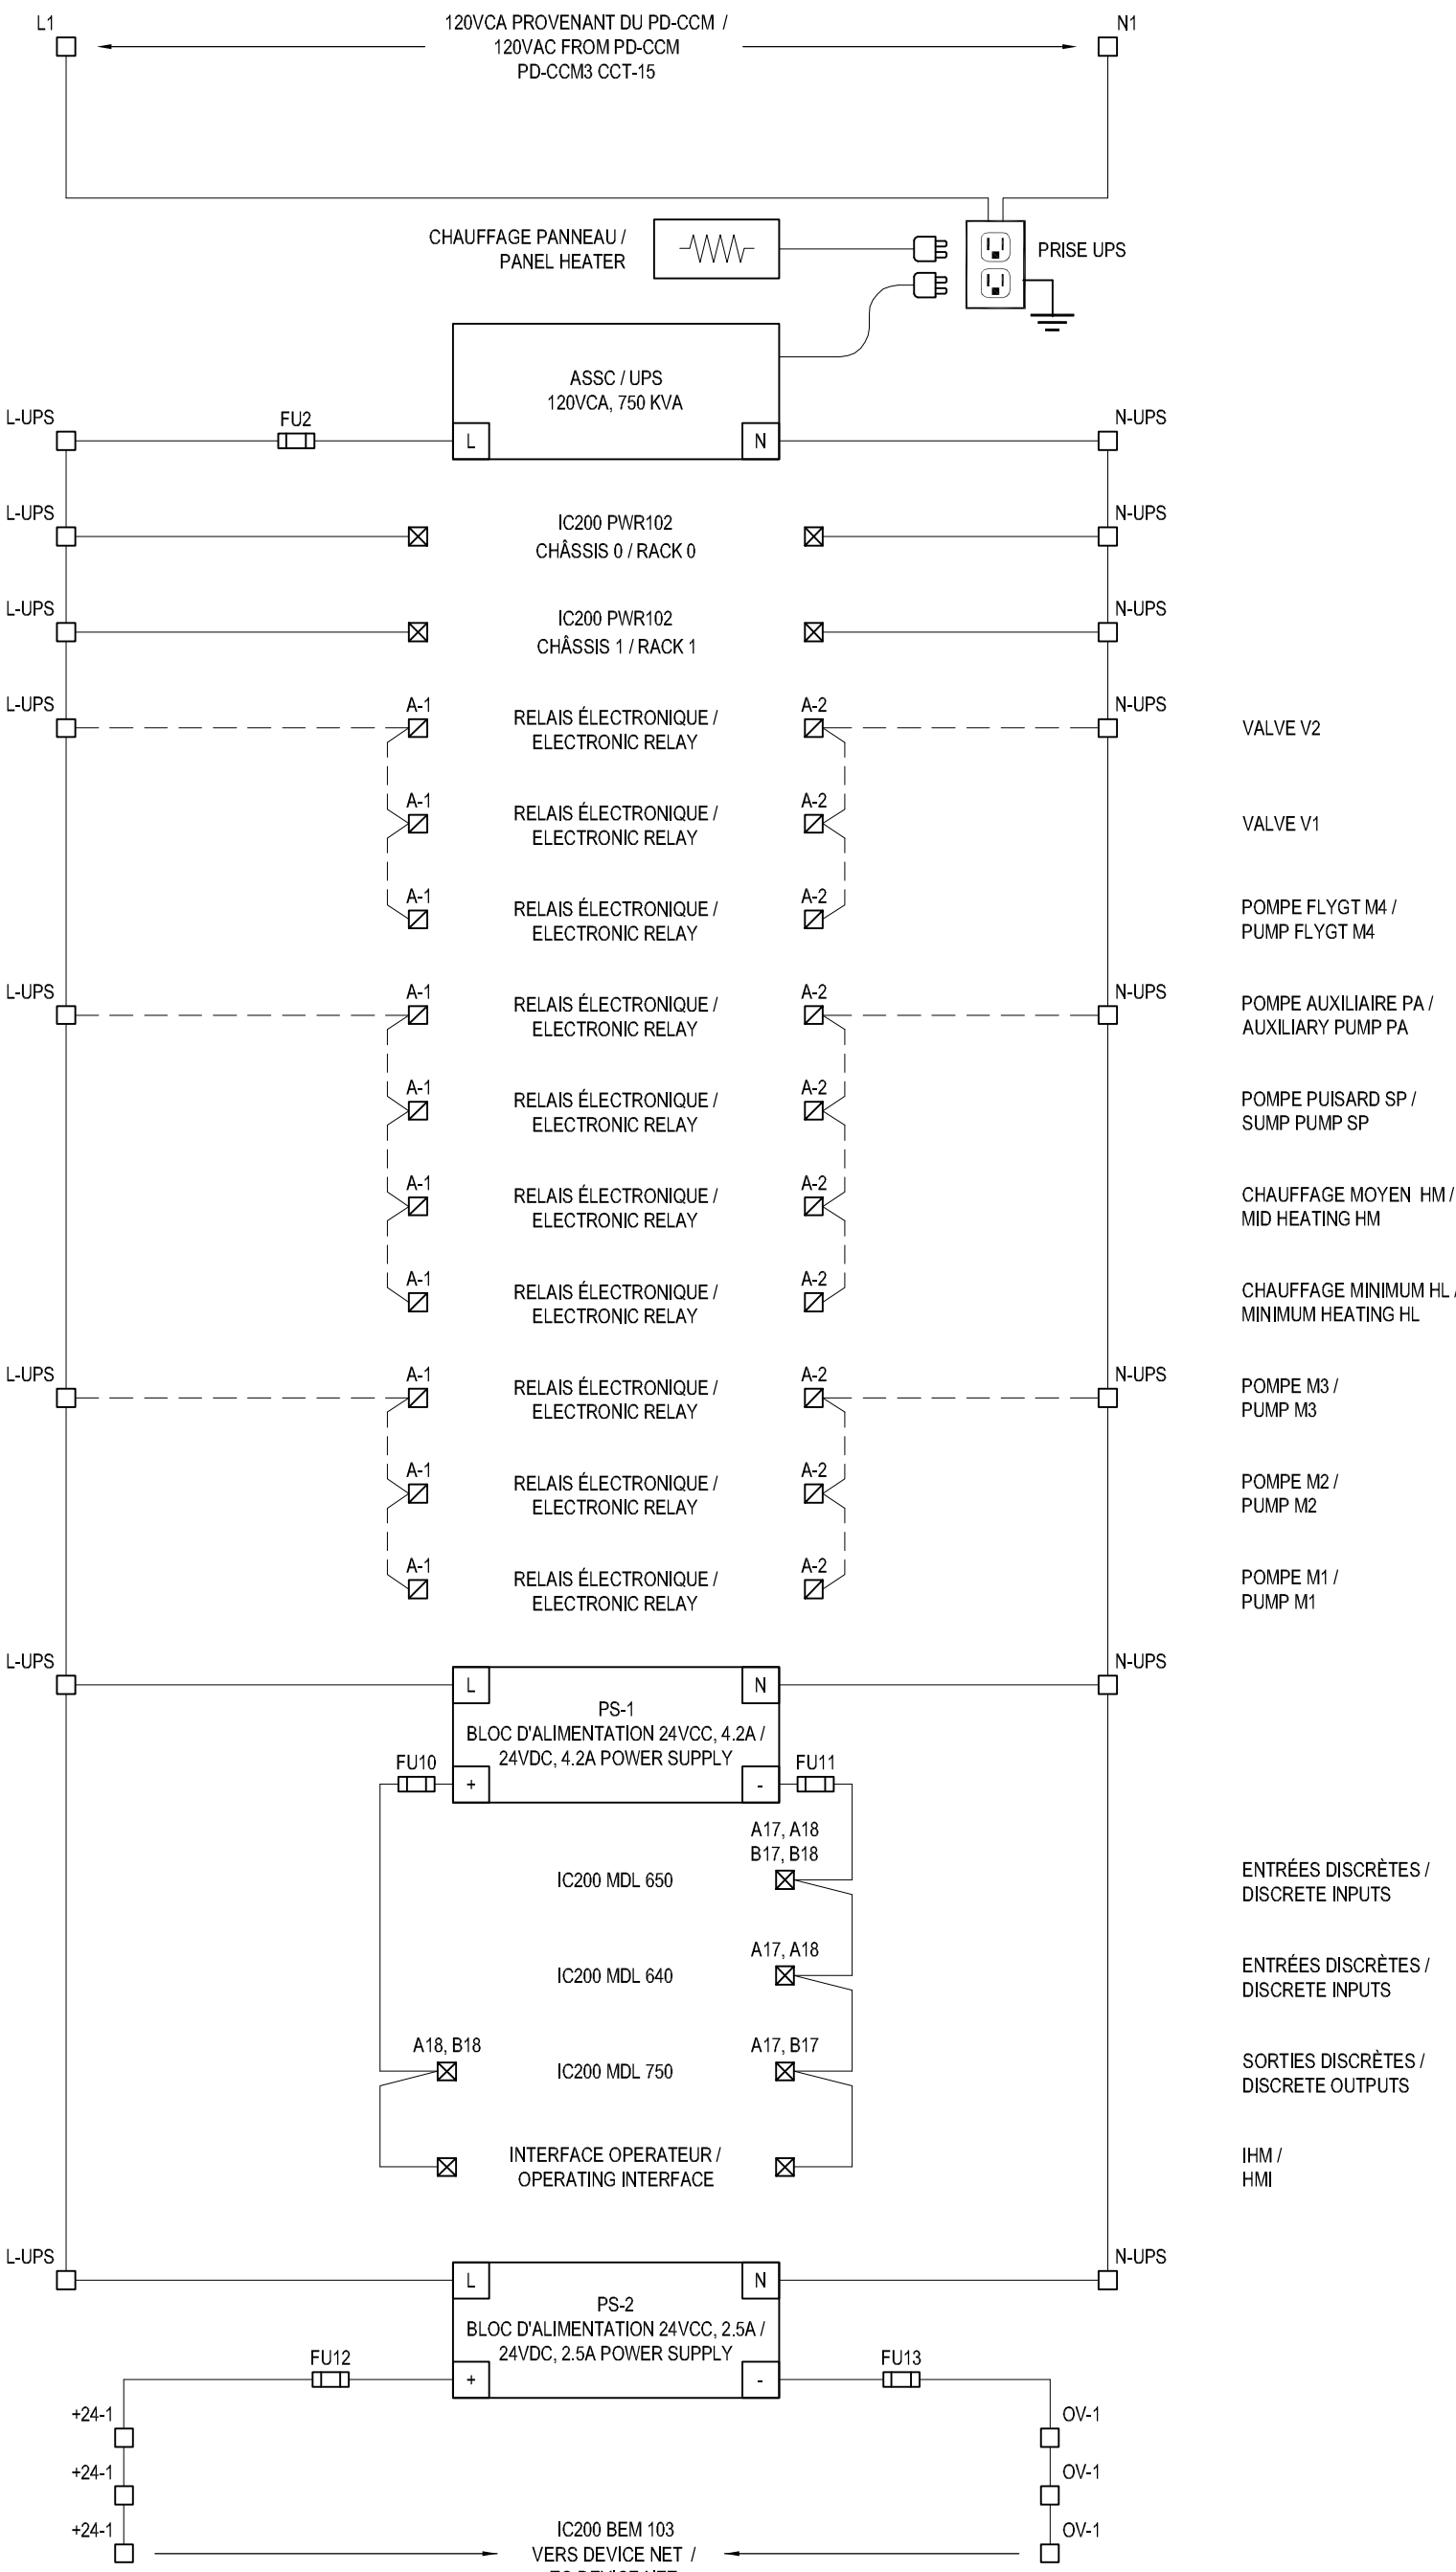 L1
120VCA PROVENANT DU PD-CCM /
120VAC FROM PD-CCM
PD-CCM3 CCT-15
N1
CHAUFFAGE PANNEAU /
PANEL HEATER
PRISE UPS
ASSC / UPS
120VCA, 750 KVA
L-UPS
FU2
L
N
N-UPS
L-UPS
IC200 PWR102
CHÂSSIS 0 / RACK 0
N-UPS
L-UPS
IC200 PWR102
CHÂSSIS 1 / RACK 1
N-UPS
L-UPS
A-1
RELAIS ÉLECTRONIQUE /
ELECTRONIC RELAY
A-2
N-UPS
VALVE V2
A-1
RELAIS ÉLECTRONIQUE /
ELECTRONIC RELAY
A-2
VALVE V1
A-1
RELAIS ÉLECTRONIQUE /
ELECTRONIC RELAY
A-2
POMPE FLYGT M4 /
PUMP FLYGT M4
L-UPS
A-1
RELAIS ÉLECTRONIQUE /
ELECTRONIC RELAY
A-2
N-UPS
POMPE AUXILIAIRE PA /
AUXILIARY PUMP PA
A-1
RELAIS ÉLECTRONIQUE /
ELECTRONIC RELAY
A-2
POMPE PUISARD SP /
SUMP PUMP SP
A-1
RELAIS ÉLECTRONIQUE /
ELECTRONIC RELAY
A-2
CHAUFFAGE MOYEN HM /
MID HEATING HM
A-1
RELAIS ÉLECTRONIQUE /
ELECTRONIC RELAY
A-2
CHAUFFAGE MINIMUM HL /
MINIMUM HEATING HL
L-UPS
A-1
RELAIS ÉLECTRONIQUE /
ELECTRONIC RELAY
A-2
N-UPS
POMPE M3 /
PUMP M3
A-1
RELAIS ÉLECTRONIQUE /
ELECTRONIC RELAY
A-2
POMPE M2 /
PUMP M2
A-1
RELAIS ÉLECTRONIQUE /
ELECTRONIC RELAY
A-2
POMPE M1 /
PUMP M1
L-UPS
L
N
N-UPS
PS-1
BLOC D'ALIMENTATION 24VCC, 4.2A /
24VDC, 4.2A POWER SUPPLY
FU10
+
-
FU11
A17, A18
B17, B18
IC200 MDL 650
ENTRÉES DISCRÈTES /
DISCRETE INPUTS
A17, A18
IC200 MDL 640
ENTRÉES DISCRÈTES /
DISCRETE INPUTS
A18, B18
IC200 MDL 750
A17, B17
SORTIES DISCRÈTES /
DISCRETE OUTPUTS
INTERFACE OPERATEUR /
OPERATING INTERFACE
IHM /
HMI
L-UPS
L
N
N-UPS
PS-2
BLOC D'ALIMENTATION 24VCC, 2.5A /
24VDC, 2.5A POWER SUPPLY
FU12
+
-
FU13
+24-1
OV-1
+24-1
OV-1
+24-1
OV-1
IC200 BEM 103
VERS DEVICE NET /